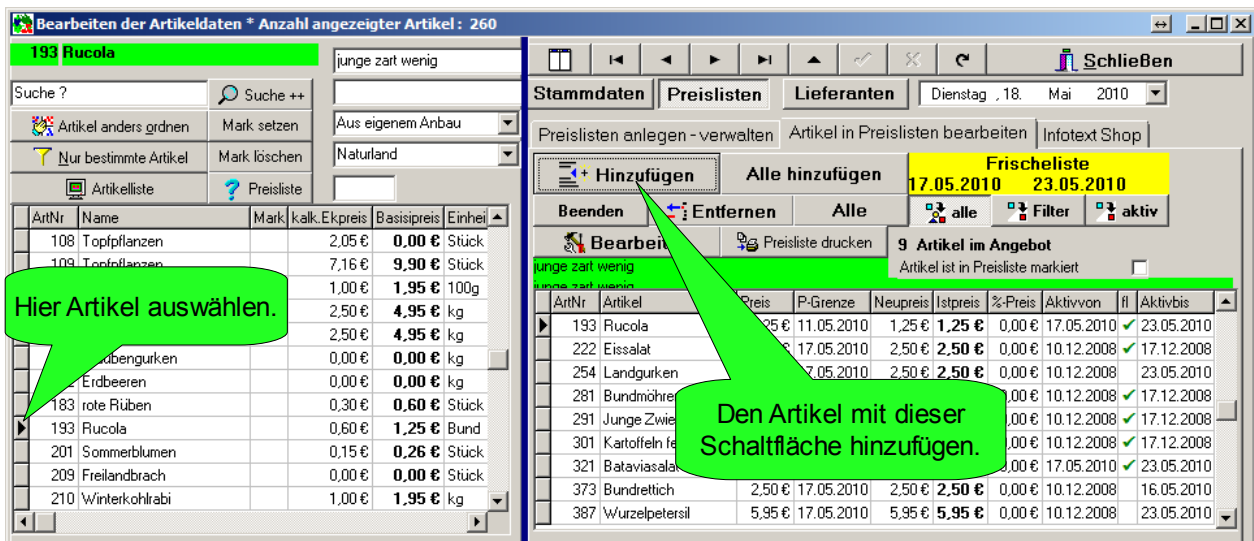 Bearbeiten der Artikeldaten * Anzahl angezeigter Artikel : 260
193 Rucola
junge zart wenig
Suche ?
Suche ++
Artikel anders ordnen
Mark setzen
Aus eigenem Anbau
Nur bestimmte Artikel
Mark löschen
Naturland
Artikelliste
Preisliste
ArtNr Name Mark kalk.Ekpreis Basisipreis Einhei
108 Topfpflanzen 2,05 € 0,00 € Stück
109 Topfpflanzen 7,16 € 9,90 € Stück
1,00 € 1,95 € 100g
2,50 € 4,95 € kg
2,50 € 4,95 € kg
0,00 € 0,00 € kg
Erdbeeren 0,00 € 0,00 € kg
183 rote Rüben 0,30 € 0,60 € Stück
193 Rucola 0,60 € 1,25 € Bund
201 Sommerblumen 0,15 € 0,26 € Stück
209 Freilandbrach 0,00 € 0,00 € Stück
210 Winterkohlrabi 1,00 € 1,95 € kg
Hier Artikel auswählen.
Schließen
Stammdaten Preislisten Lieferanten Dienstag , 18. Mai 2010
Preislisten anlegen - verwalten Artikel in Preislisten bearbeiten Infotext Shop
Hinzufügen Alle hinzufügen
Frischeliste
17.05.2010 23.05.2010
Beenden Entfernen Alle alle Filter aktiv
Preisliste drucken
9 Artikel im Angebot
junge zart wenig
Artikel ist in Preisliste markiert
junge zart wenig
ArtNr Artikel Preis P-Grenze Neupreis Istpreis %-Preis Aktivvon fl Aktivbis
193 Rucola 11.05.2010 1,25 € 1,25 € 0,00 € 17.05.2010 ✓ 23.05.2010
222 Eissalat 17.05.2010 2,50 € 2,50 € 0,00 € 10.12.2008 ✓ 17.12.2008
254 Landgurken 2,50 € 2,50 € 0,00 € 10.12.2008 23.05.2010
281 10.12.2008 ✓ 17.12.2008
291 Junge 10.12.2008 ✓ 17.12.2008
301 Kartoffeln 10.12.2008 ✓ 17.12.2008
321 17.05.2010 ✓ 23.05.2010
373 Bundrettich 2,50 € 17.05.2010 2,50 € 2,50 € 0,00 € 10.12.2008 16.05.2010
387 Wurzelpetersil 5,95 € 17.05.2010 5,95 € 5,95 € 0,00 € 10.12.2008 23.05.2010
Den Artikel mit dieser
Schaltfläche hinzufügen.